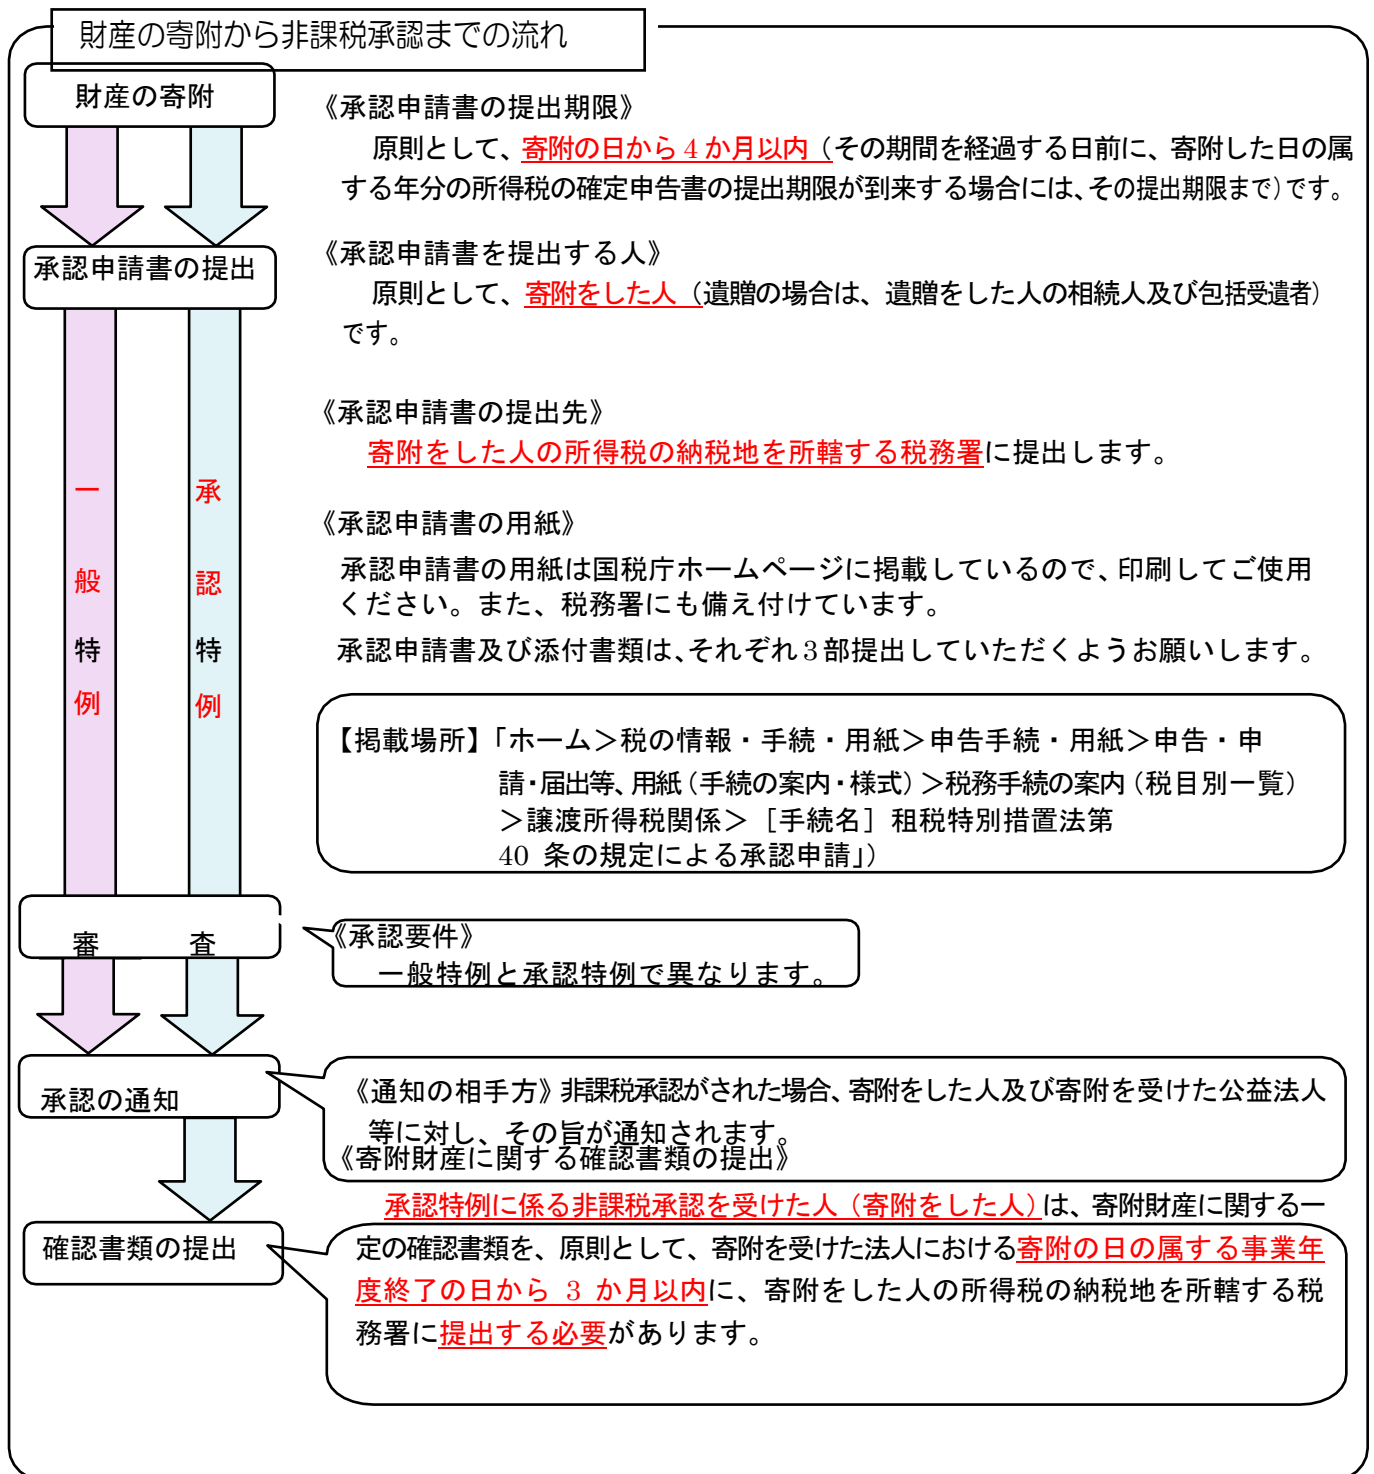 財産の寄附から非課税承認までの流れ
財産の寄附
《承認申請書の提出期限》
原則として、寄附の日から4か月以内（その期間を経過する日前に、寄附した日の属
する年分の所得税の確定申告書の提出期限が到来する場合には、その提出期限まで）です。
承認申請書の提出
《承認申請書を提出する人》
原則として、寄附をした人（遺贈の場合は、遺贈をした人の相続人及び包括受遺者）
です。
《承認申請書の提出先》
寄附をした人の所得税の納税地を所轄する税務署に提出します。
一般特例
承認特例
《承認申請書の用紙》
承認申請書の用紙は国税庁ホームページに掲載しているので、印刷してご使用
ください。また、税務署にも備え付けています。
承認申請書及び添付書類は、それぞれ3部提出していただくようお願いします。
【掲載場所】「ホーム＞税の情報・手続・用紙＞申告手続・用紙＞申告・申
請・届出等、用紙（手続の案内・様式）＞税務手続の案内（税目別一覧）
＞譲渡所得税関係＞［手続名］租税特別措置法第
40 条の規定による承認申請」）
審査
《承認要件》
一般特例と承認特例で異なります。
承認の通知
《通知の相手方》非課税承認がされた場合、寄附をした人及び寄附を受けた公益法人
等に対し、その旨が通知されます。
《寄附財産に関する確認書類の提出》
承認特例に係る非課税承認を受けた人（寄附をした人）は、寄附財産に関する一
確認書類の提出
定の確認書類を、原則として、寄附を受けた法人における寄附の日の属する事業年
度終了の日から 3 か月以内に、寄附をした人の所得税の納税地を所轄する税
務署に提出する必要があります。